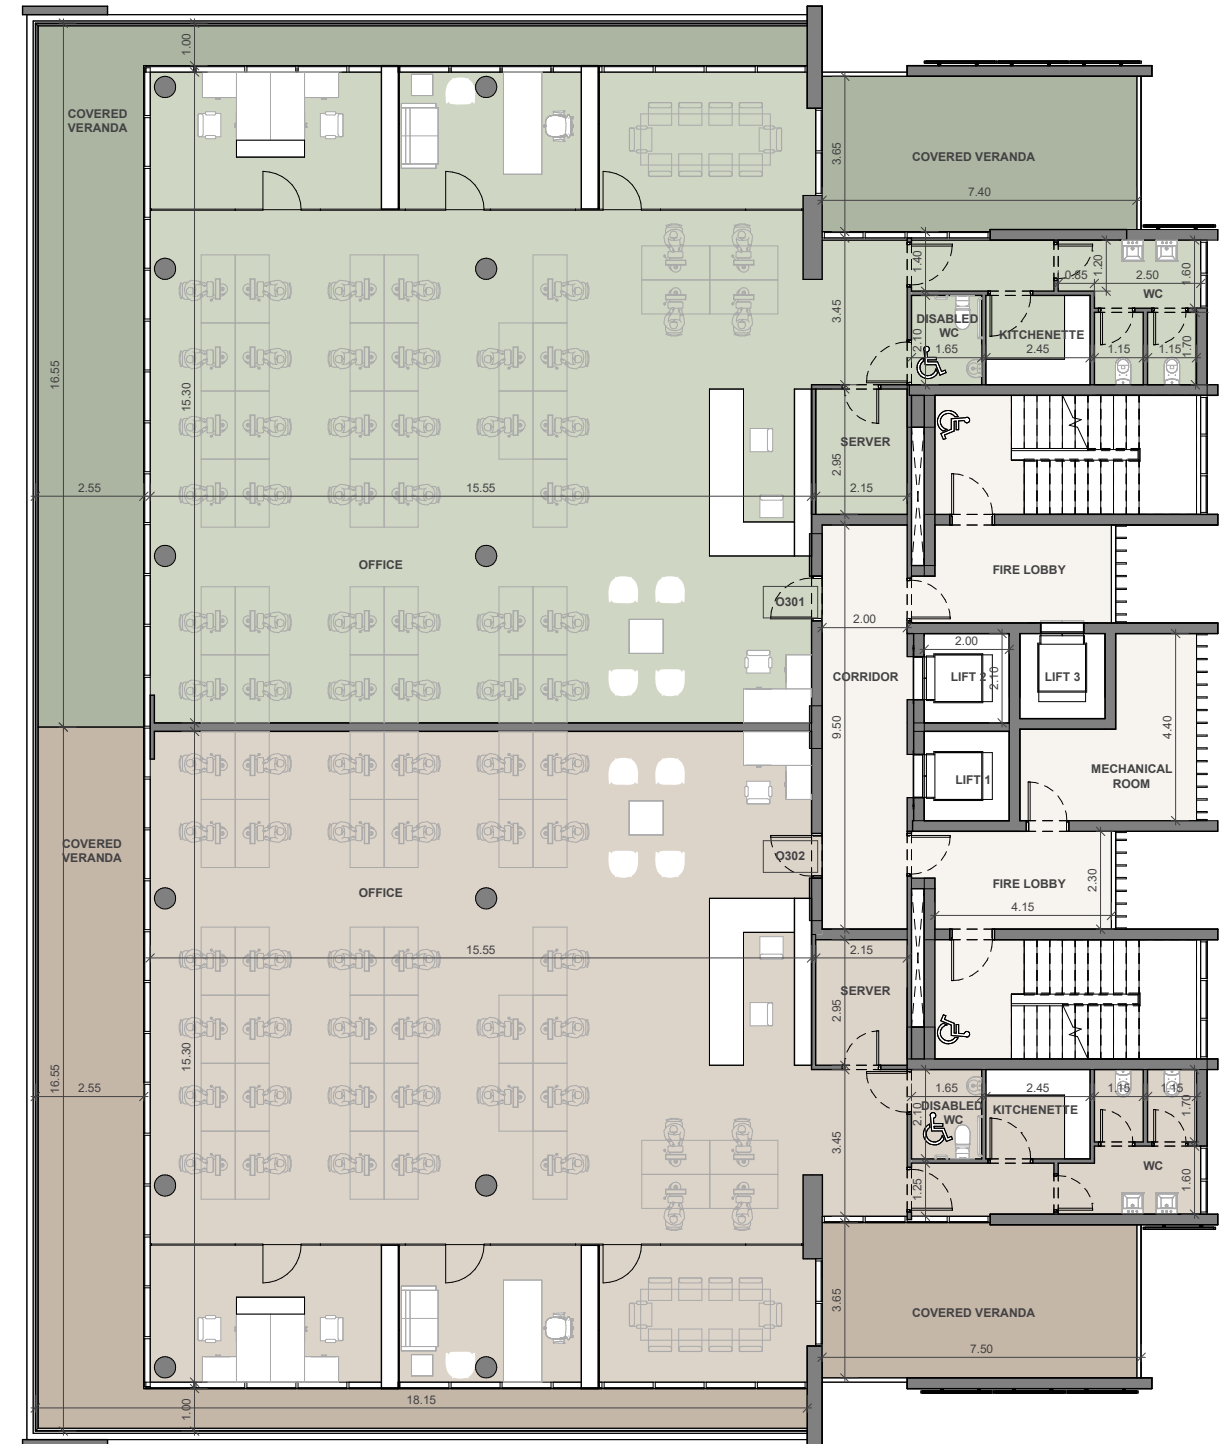 1.00
COVERED
VERANDA
COVERED VERANDA
3.65
7.40
16.55
15.30
3.45
1.40
0.65
1.20
2.50
1.60
WC
DISABLED
WC
2.10
1.65
KITCHENETTE
2.45
1.15
1.15
1.70
SERVER
2.95
2.55
15.55
2.15
OFFICE
FIRE LOBBY
O301
2.00
2.00
CORRIDOR
LIFT 2
2.10
LIFT 3
9.50
4.40
LIFT 1
MECHANICAL
ROOM
COVERED
VERANDA
O302
OFFICE
FIRE LOBBY
2.30
4.15
15.55
2.15
SERVER
2.95
16.55
15.30
2.55
1.65
2.45
1.15
1.15
1.70
DISABLED
WC
2.10
KITCHENETTE
3.45
WC
1.25
1.60
3.65
COVERED VERANDA
7.50
18.15
1.00